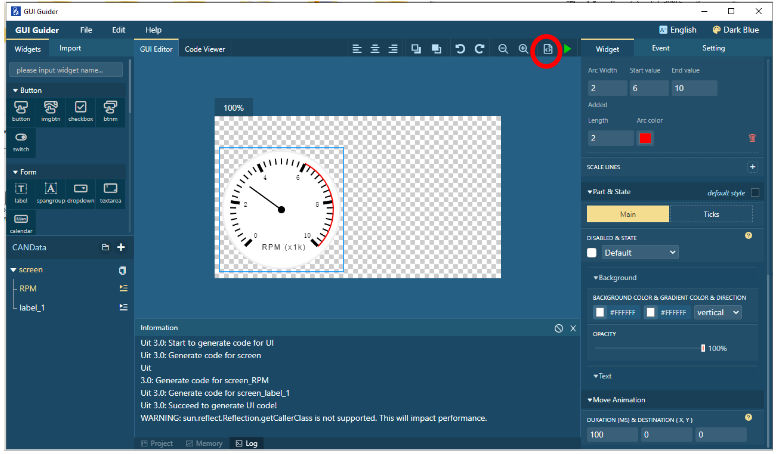 GUI Guider
GUI Guider File Edit Help English Dark Blue
Widgets Import GUI Editor Code Viewer Widget Event Setting
please input widget name...
Button
button imgbtn checkbox btnm
switch
Form
label spangroup dropdown textarea
calendar
CANData
screen
RPM
label_1
100%
0 2 4 6 8 10
RPM (x1k)
Information
Uit 3.0: Start to generate code for UI
Uit 3.0: Generate code for screen
Uit
3.0: Generate code for screen_RPM
Uit 3.0: Generate code for screen_label_1
Uit 3.0: Succeed to generate UI code!
WARNING: sun.reflect.Reflection.getCallerClass is not supported. This will impact performance.
Project Memory Log
Arc Width Start value End value
2 6 10
Added
Length Arc color
2
SCALE LINES
Part & State default style
Main Ticks
DISABLED & STATE
Default
Background
BACKGROUND COLOR & GRADIENT COLOR & DIRECTION
#FFFFFF #FFFFFF vertical
OPACITY
100%
Text
Move Animation
DURATION (MS) & DESTINATION ( X, Y )
100 0 0